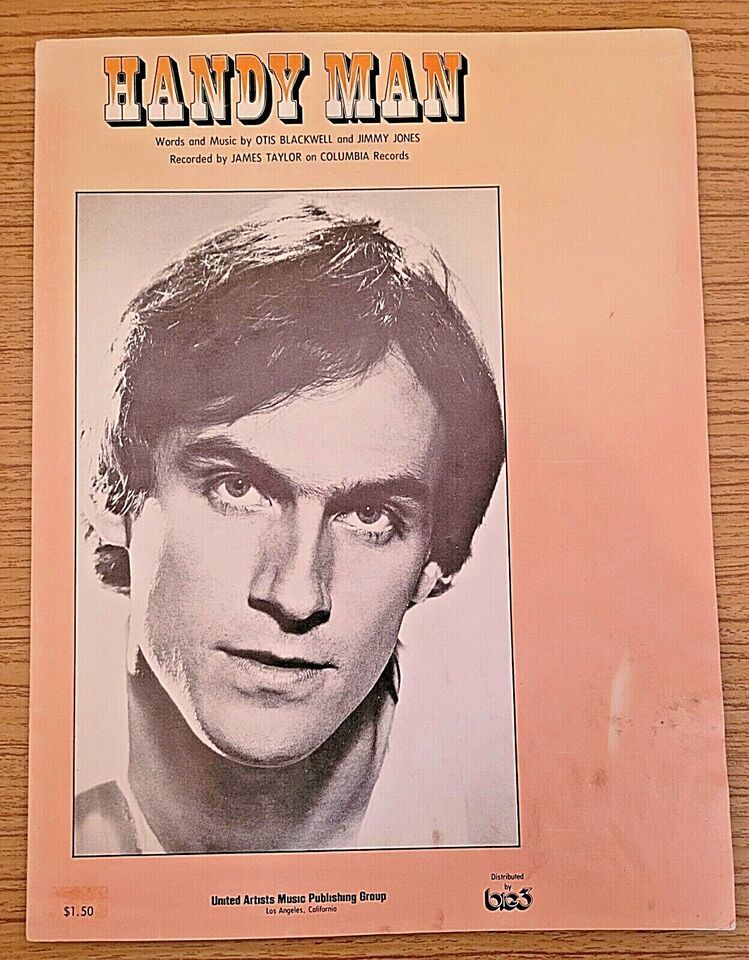 HANDY MAN
Words and Music by OTIS BLACKWELL and JIMMY JONES
Recorded by JAMES TAYLOR on COLUMBIA Records
$1.50
United Artists Music Publishing Group
Los Angeles, California
Distributed
by
big3